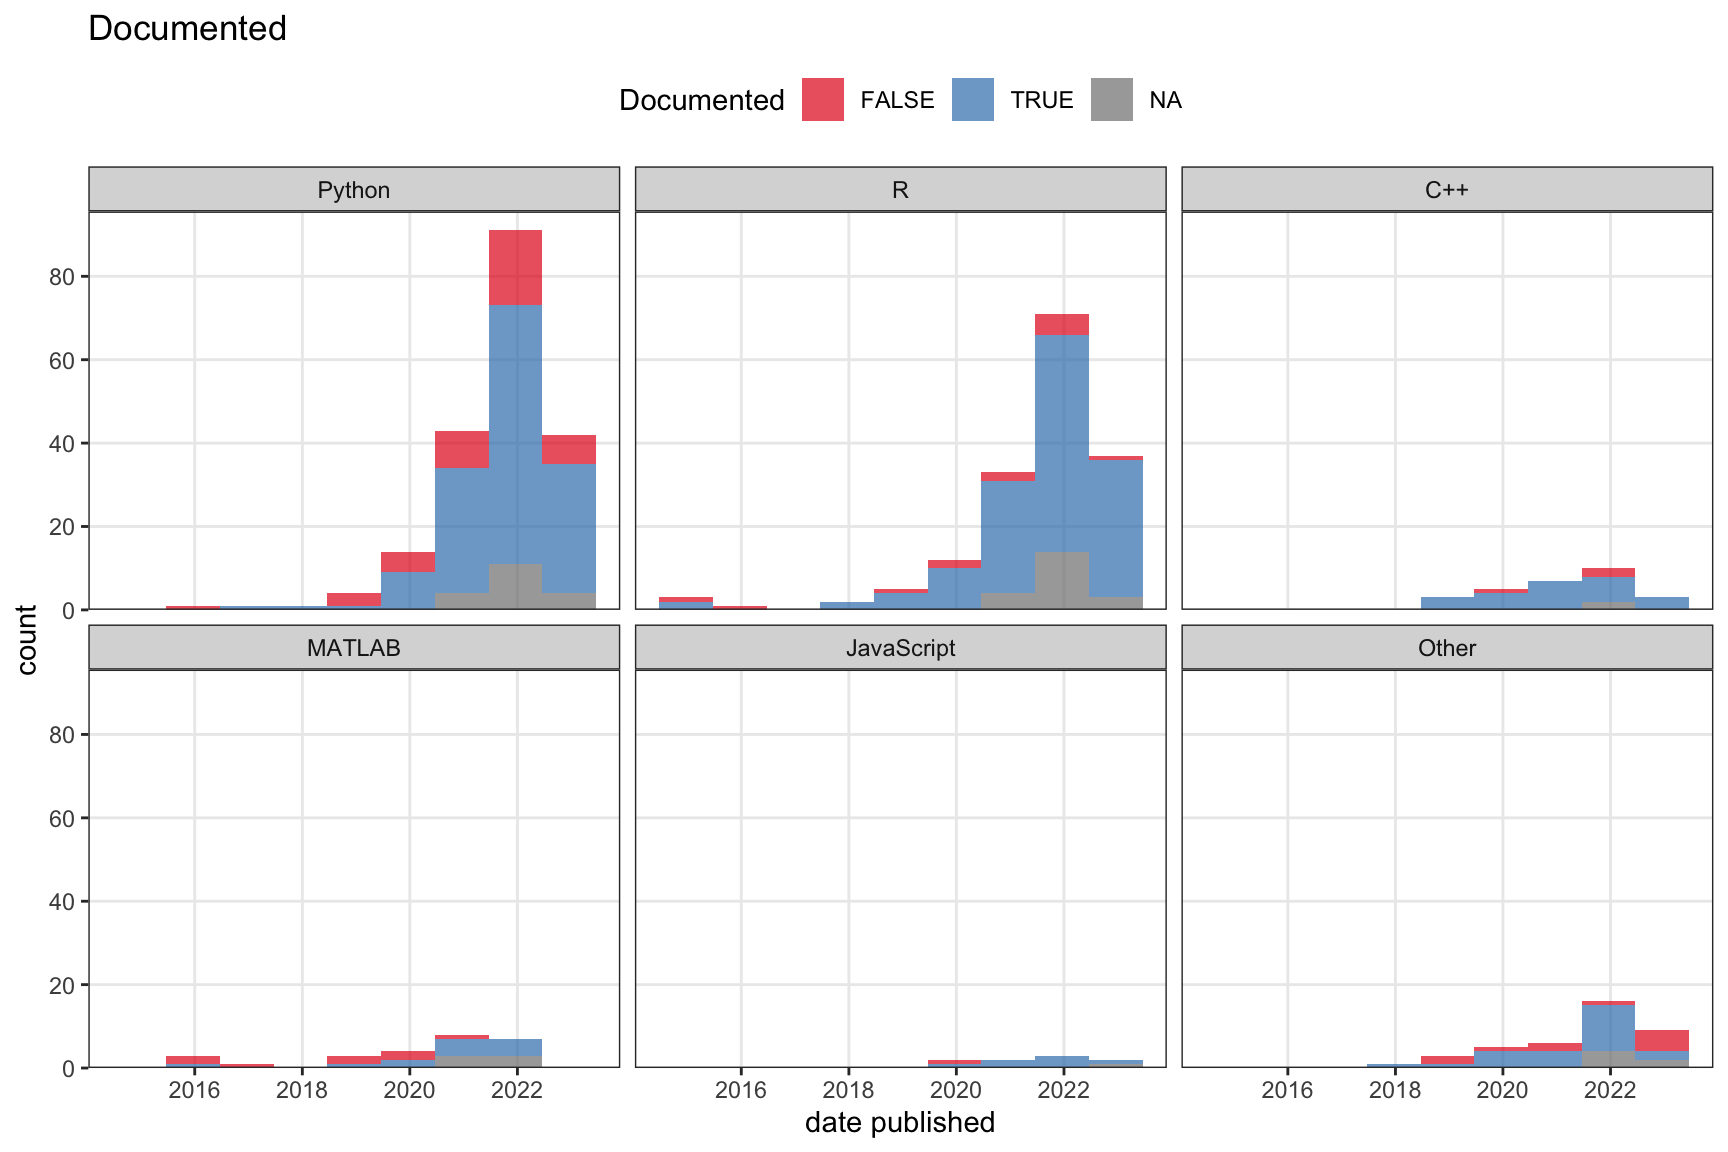 Documented
Documented FALSE TRUE NA
Python R C++
80
60
40
20
0
count
MATLAB JavaScript Other
80
60
40
20
0
2016 2018 2020 2022 2016 2018 2020 2022 2016 2018 2020 2022
date published